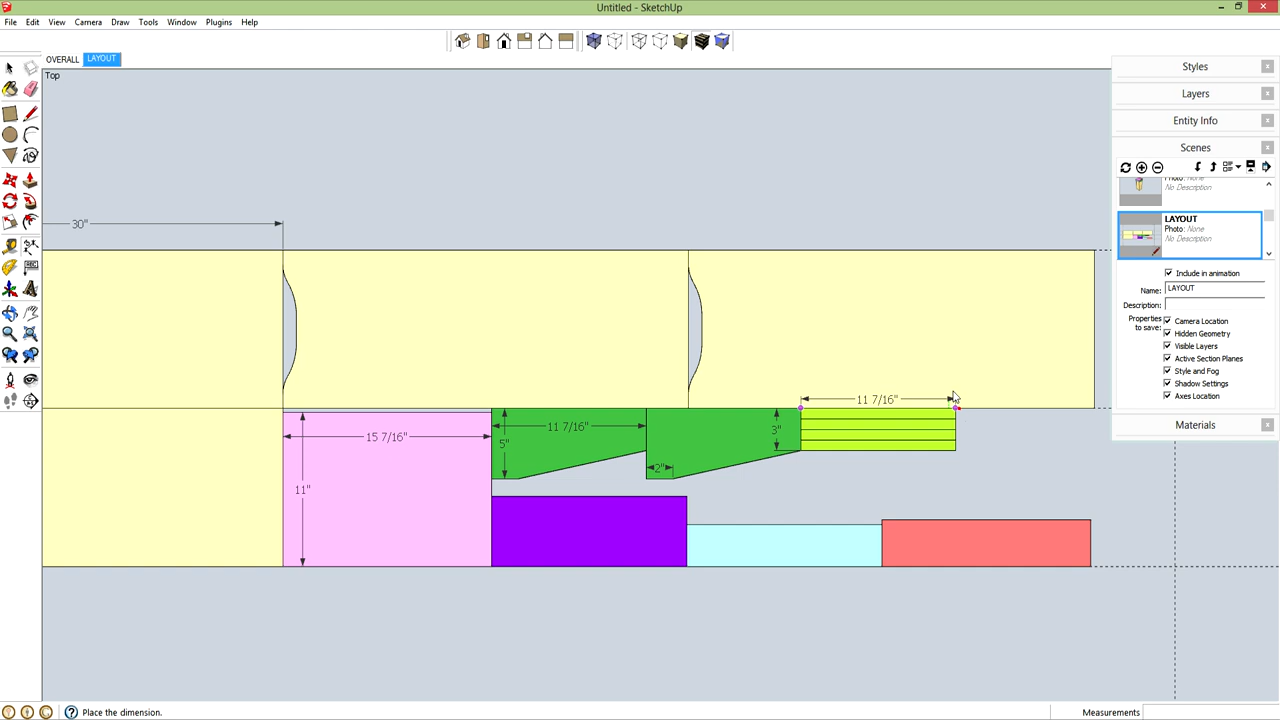 Untitled - SketchUp
File Edit View Camera Draw Tools Window Plugins Help
OVERALL LAYOUT
Top
Styles
Layers
Entity Info
Scenes
Photo: None
No Description
LAYOUT
Photo: None
No Description
Include in animation
Name: LAYOUT
Description:
Properties to save:
Camera Location
Hidden Geometry
Visible Layers
Active Section Planes
Style and Fog
Shadow Settings
Axes Location
Materials
30"
11 7/16"
15 7/16"
11"
5"
11 7/16"
2"
3"
Place the dimension.
Measurements